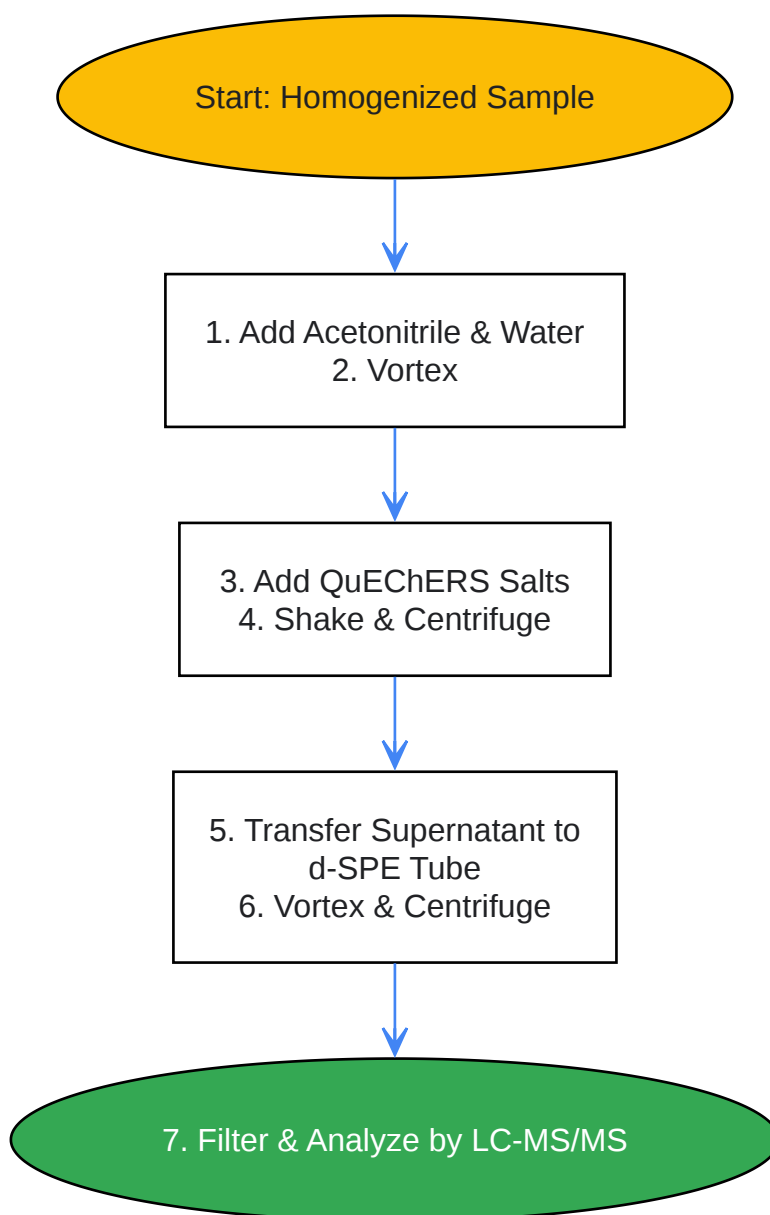 Start: Homogenized Sample
1. Add Acetonitrile & Water
2. Vortex
3. Add QuEChERS Salts
4. Shake & Centrifuge
5. Transfer Supernatant to
d-SPE Tube
6. Vortex & Centrifuge
7. Filter & Analyze by LC-MS/MS